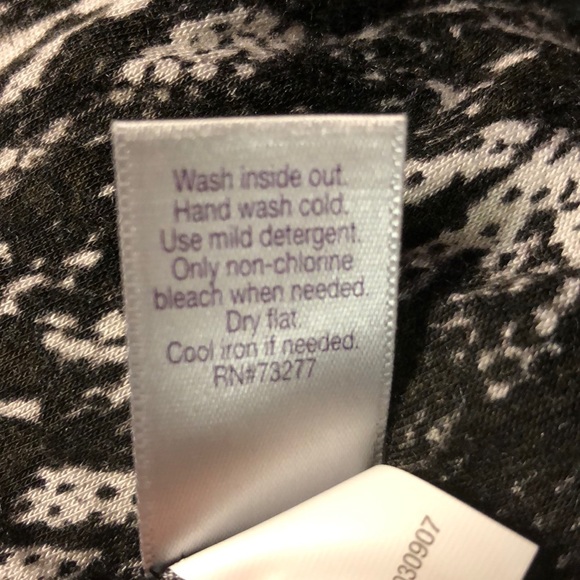 Wash inside out.
Hand wash cold.
Use mild detergent.
Only non-chlorine
bleach when needed.
Dry flat.
Cool iron if needed.
RN#73277
30907